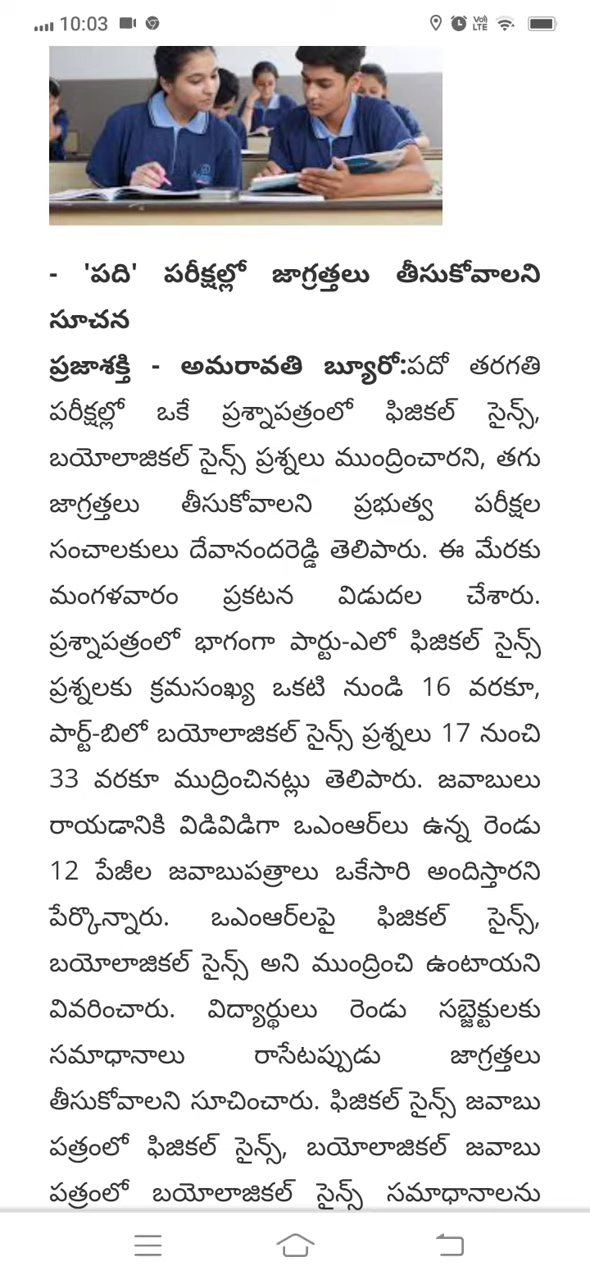 10:03
Vo)) LTE
- 'పది' పరీక్షల్లో జాగ్రత్తలు తీసుకోవాలని
సూచన
ప్రజాశక్తి - అమరావతి బ్యూరో:పదో తరగతి
పరీక్షల్లో ఒకే ప్రశ్నాపత్రంలో ఫిజికల్ సైన్స్,
బయోలాజికల్ సైన్స్ ప్రశ్నలు ముంద్రించారని, తగు
జాగ్రత్తలు తీసుకోవాలని ప్రభుత్వ పరీక్షల
సంచాలకులు దేవానందరెడ్డి తెలిపారు. ఈ మేరకు
మంగళవారం ప్రకటన విడుదల చేశారు.
ప్రశ్నాపత్రంలో భాగంగా పార్టు-ఎలో ఫిజికల్ సైన్స్
ప్రశ్నలకు క్రమసంఖ్య ఒకటి నుండి 16 వరకూ,
పార్ట్-బిలో బయోలాజికల్ సైన్స్ ప్రశ్నలు 17 నుంచి
33 వరకూ ముద్రించినట్లు తెలిపారు. జవాబులు
రాయడానికి విడివిడిగా ఒఎంఆర్‌లు ఉన్న రెండు
12 పేజీల జవాబుపత్రాలు ఒకేసారి అందిస్తారని
పేర్కొన్నారు. ఒఎంఆర్‌లపై ఫిజికల్ సైన్స్,
బయోలాజికల్ సైన్స్ అని ముంద్రించి ఉంటాయని
వివరించారు. విద్యార్థులు రెండు సబ్జెక్టులకు
సమాధానాలు రాసేటప్పుడు జాగ్రత్తలు
తీసుకోవాలని సూచించారు. ఫిజికల్ సైన్స్ జవాబు
పత్రంలో ఫిజికల్ సైన్స్, బయోలాజికల్ జవాబు
పత్రంలో బయోలాజికల్ సైన్స్ సమాధానాలను